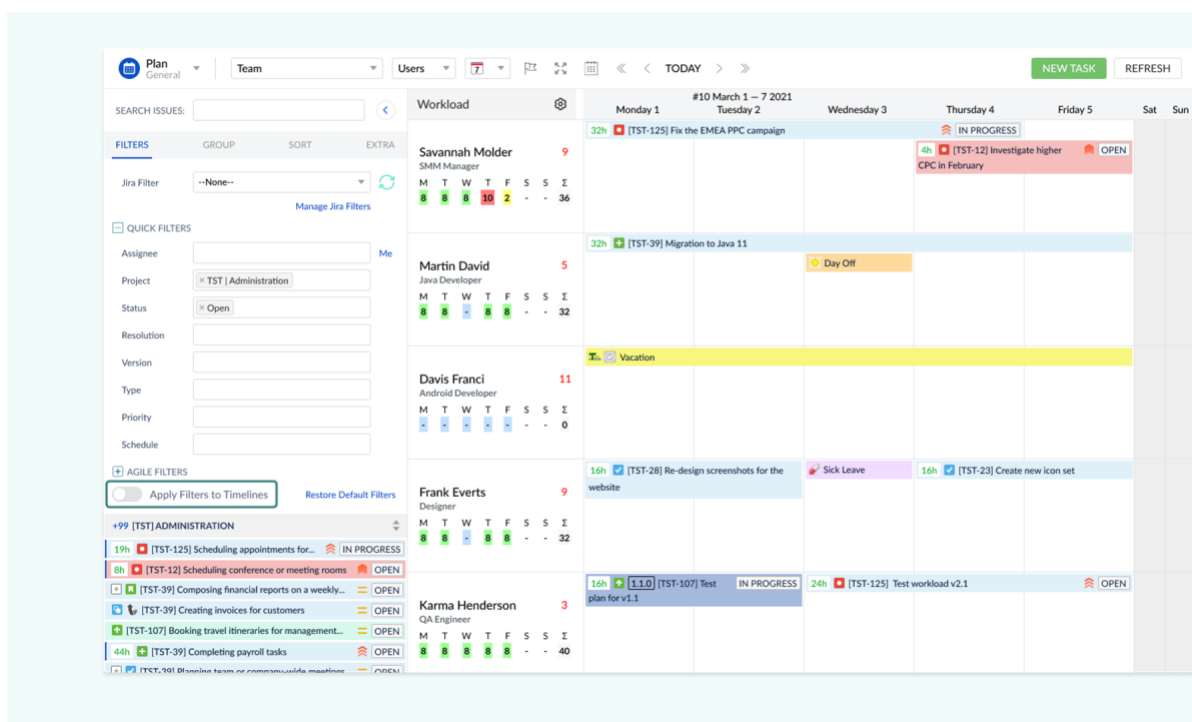 Plan
General
Team
Users
7
TODAY
NEW TASK
REFRESH
SEARCH ISSUES:
FILTERS GROUP SORT EXTRA
Jira Filter --None--
Manage Jira Filters
QUICK FILTERS
Assignee Me
Project × TST | Administration
Status × Open
Resolution
Version
Type
Priority
Schedule
AGILE FILTERS
Apply Filters to Timelines Restore Default Filters
+99 [TST] ADMINISTRATION
19h [TST-125] Scheduling appointments for... IN PROGRESS
8h [TST-12] Scheduling conference or meeting rooms OPEN
[TST-39] Composing financial reports on a weekly... OPEN
[TST-39] Creating invoices for customers OPEN
[TST-107] Booking travel itineraries for management... OPEN
44h [TST-39] Completing payroll tasks OPEN
[TST-39] Planning team or company-wide meetings OPEN
Workload
#10 March 1 — 7 2021
Monday 1 Tuesday 2 Wednesday 3 Thursday 4 Friday 5 Sat Sun
Savannah Molder 9
SMM Manager
M T W T F S S Σ
8 8 8 10 2 - - 36
32h [TST-125] Fix the EMEA PPC campaign IN PROGRESS
4h [TST-12] Investigate higher OPEN
CPC in February
Martin David 5
Java Developer
M T W T F S S Σ
8 8 - 8 8 - - 32
32h [TST-39] Migration to Java 11
Day Off
Davis Franci 11
Android Developer
M T W T F S S Σ
- - - - - - - 0
Vacation
Frank Everts 9
Designer
M T W T F S S Σ
8 8 - 8 8 - - 32
16h [TST-28] Re-design screenshots for the
website
Sick Leave
16h [TST-23] Create new icon set
Karma Henderson 3
QA Engineer
M T W T F S S Σ
8 8 8 8 8 - - 40
16h 1.1.0 [TST-107] Test IN PROGRESS
plan for v1.1
24h [TST-125] Test workload v2.1 OPEN